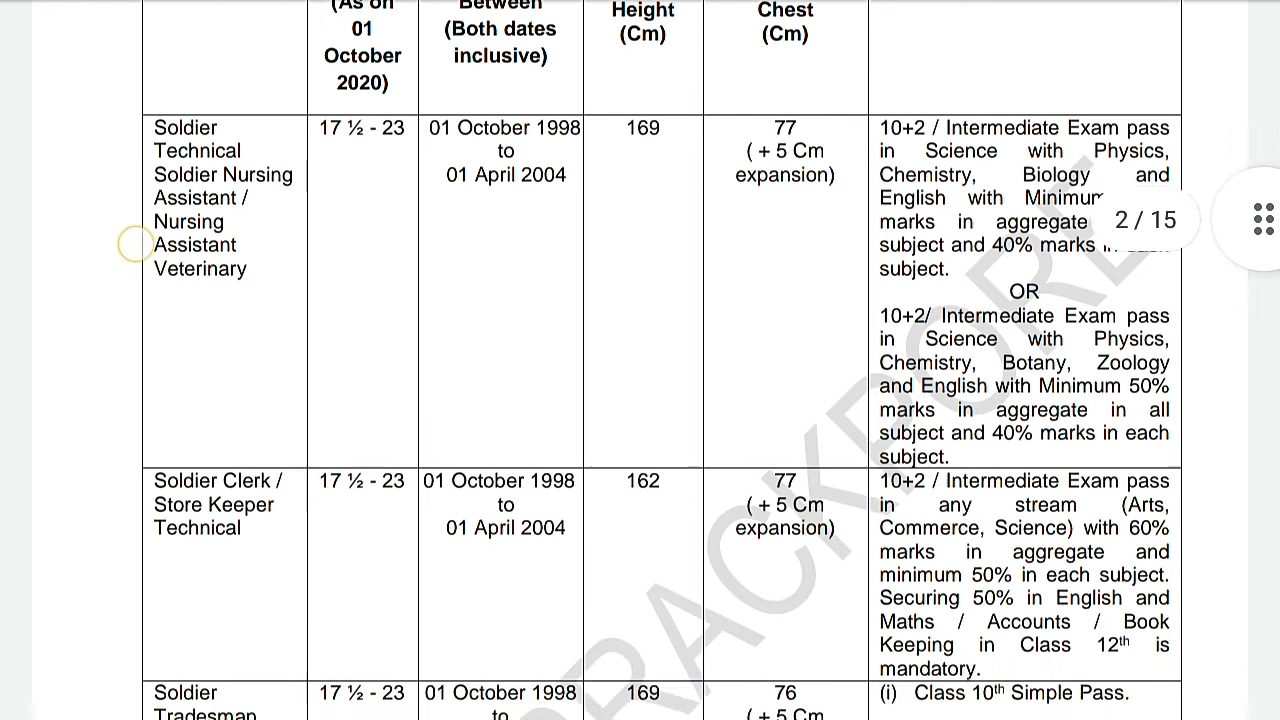 (As on
01
October
2020)
Between
(Both dates
inclusive)
Height
(Cm)
Chest
(Cm)
Soldier
Technical
Soldier Nursing
Assistant /
Nursing
Assistant
Veterinary
17 ½ - 23
01 October 1998
to
01 April 2004
169
77
( + 5 Cm
expansion)
10+2 / Intermediate Exam pass
in Science with Physics,
Chemistry, Biology and
English with Minimum
marks in aggregate
subject and 40% marks in each
subject.
OR
10+2/ Intermediate Exam pass
in Science with Physics,
Chemistry, Botany, Zoology
and English with Minimum 50%
marks in aggregate in all
subject and 40% marks in each
subject.
2 / 15
Soldier Clerk /
Store Keeper
Technical
17 ½ - 23
01 October 1998
to
01 April 2004
162
77
( + 5 Cm
expansion)
10+2 / Intermediate Exam pass
in any stream (Arts,
Commerce, Science) with 60%
marks in aggregate and
minimum 50% in each subject.
Securing 50% in English and
Maths / Accounts / Book
Keeping in Class 12th is
mandatory.
Soldier
Tradesman
17 ½ - 23
01 October 1998
to
169
76
( + 5 Cm
(i) Class 10th Simple Pass.
RACKPORE